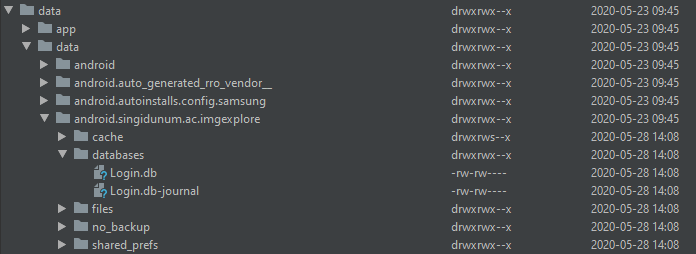 data drwxrwx--x 2020-05-23 09:45
app drwxrwx--x 2020-05-23 09:45
data drwxrwx--x 2020-05-23 09:45
android drwxrwx--x 2020-05-23 09:45
android.auto_generated_rro_vendor__ drwxrwx--x 2020-05-23 09:45
android.autoinstalls.config.samsung drwxrwx--x 2020-05-23 09:45
android.singidunum.ac.imgexplore drwxrwx--x 2020-05-23 09:45
cache drwxrws--x 2020-05-28 14:08
databases drwxrwx--x 2020-05-28 14:08
Login.db -rw-rw---- 2020-05-28 14:08
Login.db-journal -rw-rw---- 2020-05-28 14:08
files drwxrwx--x 2020-05-28 14:08
no_backup drwxrwx--x 2020-05-28 14:08
shared_prefs drwxrwx--x 2020-05-28 14:08